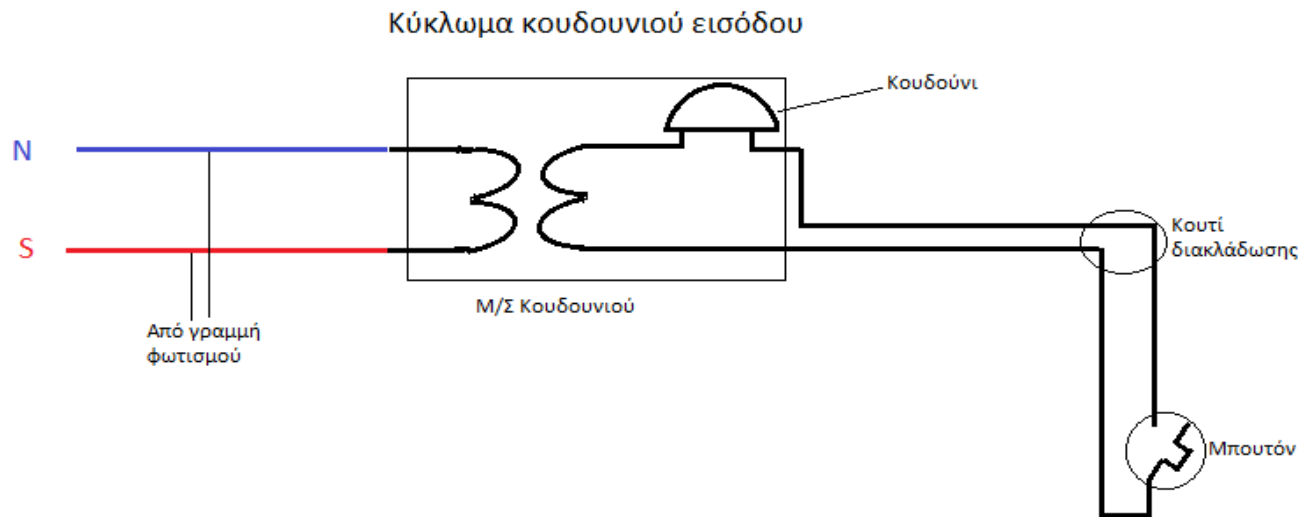 Κύκλωμα κουδουνιού εισόδου
Κουδούνι
N
S
Κουτί
διακλάδωσης
Μ/Σ Κουδουνιού
Από γραμμή
φωτισμού
Μπουτόν